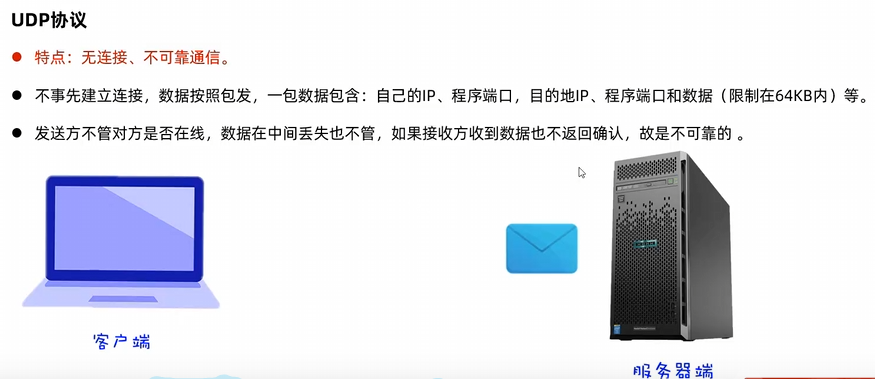 UDP协议
特点：无连接、不可靠通信。
不事先建立连接，数据按照包发，一包数据包含：自己的IP、程序端口，目的地IP、程序端口和数据（限制在64KB内）等。
发送方不管对方是否在线，数据在中间丢失也不管，如果接收方收到数据也不返回确认，故是不可靠的 。
客户端
服务器端